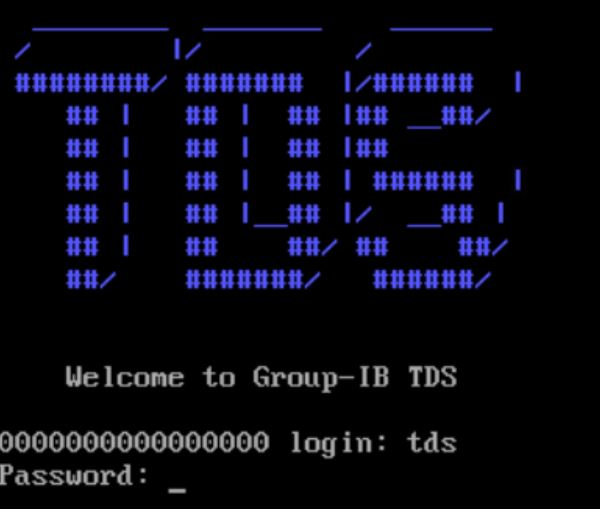 TDS
Welcome to Group-IB TDS
0000000000000000 login: tds
Password: _